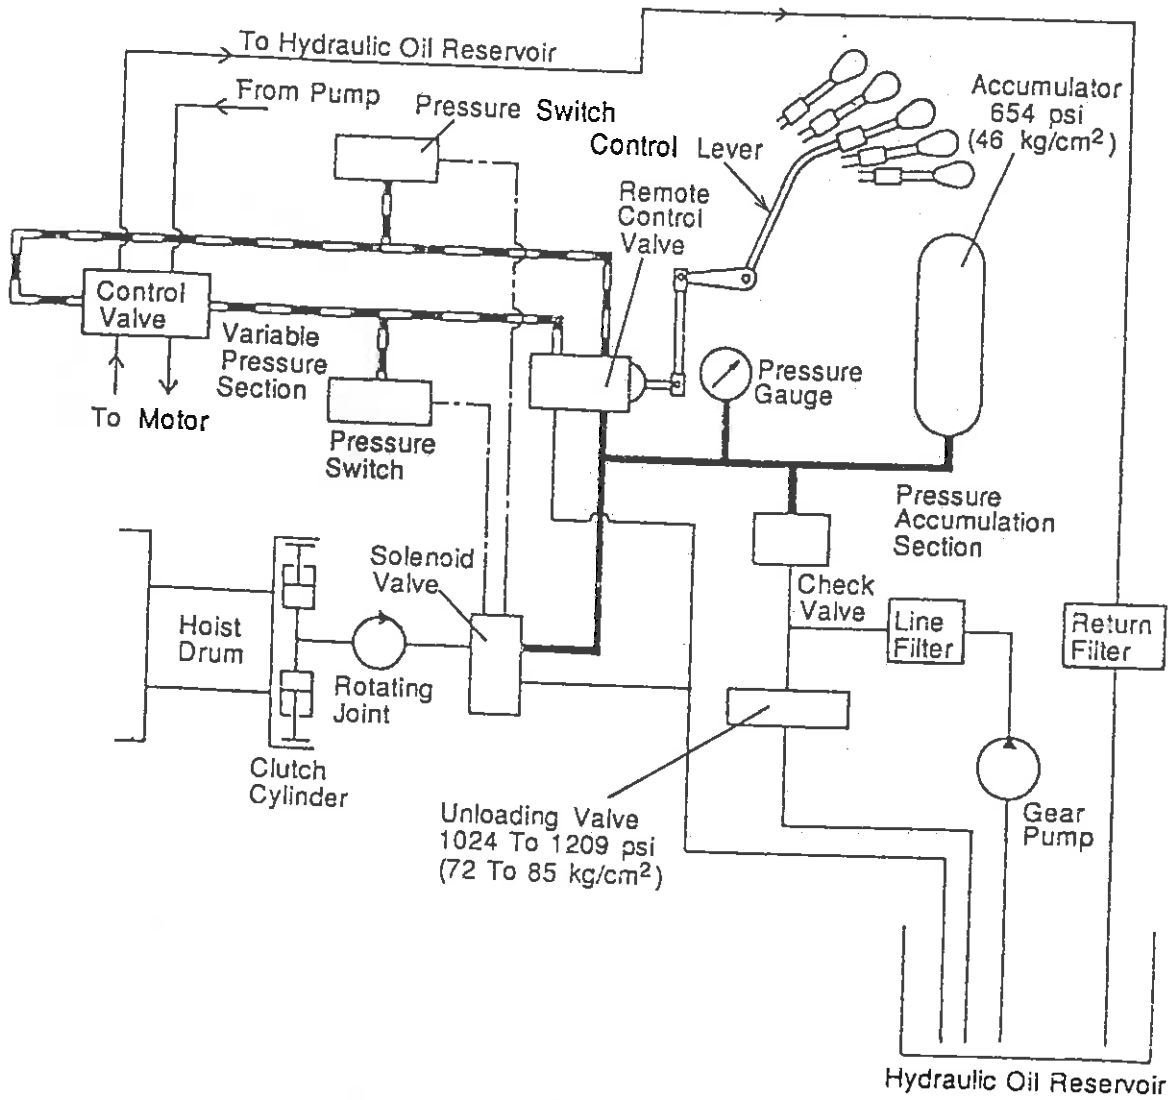 To Hydraulic Oil Reservoir
From Pump
Pressure Switch
Control Lever
Accumulator
654 psi
(46 kg/cm²)
Remote
Control
Valve
Control
Valve
Variable
Pressure
Section
Pressure
Gauge
To Motor
Pressure
Switch
Pressure
Accumulation
Section
Solenoid
Valve
Check
Valve
Line
Filter
Return
Filter
Hoist
Drum
Rotating
Joint
Clutch
Cylinder
Unloading Valve
1024 To 1209 psi
(72 To 85 kg/cm²)
Gear
Pump
Hydraulic Oil Reservoir